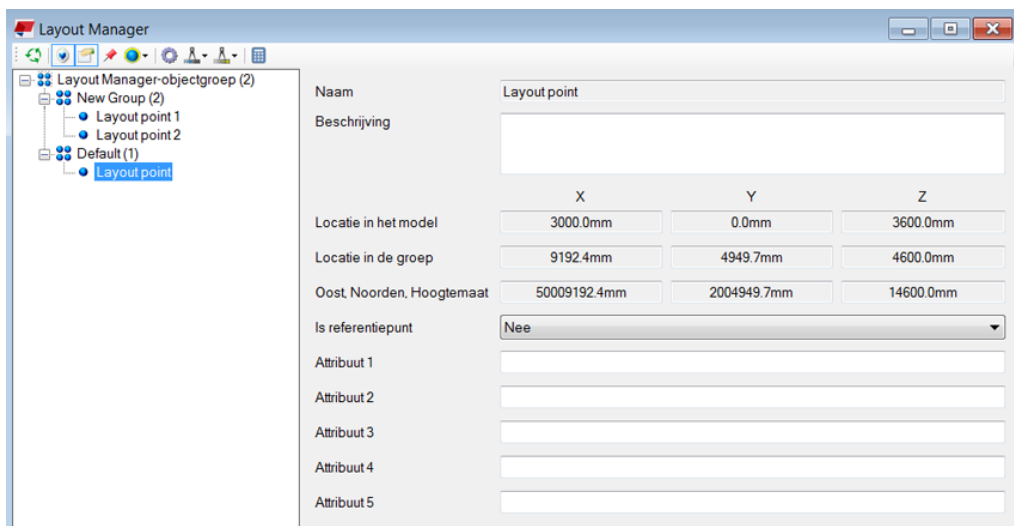 Layout Manager
Layout Manager-objectgroep (2)
New Group (2)
Layout point 1
Layout point 2
Default (1)
Layout point
Naam Layout point
Beschrijving
X Y Z
Locatie in het model 3000.0mm 0.0mm 3600.0mm
Locatie in de groep 9192.4mm 4949.7mm 4600.0mm
Oost, Noorden, Hoogtemaat 50009192.4mm 2004949.7mm 14600.0mm
Is referentiepunt Nee
Attribuut 1
Attribuut 2
Attribuut 3
Attribuut 4
Attribuut 5